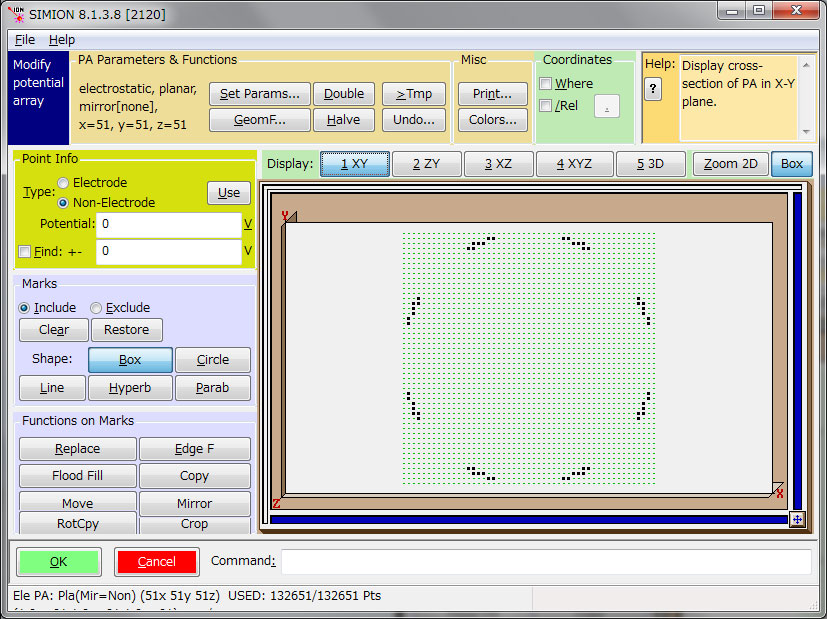 SIMION 8.1.3.8 [2120]
File Help
Modify
potential
array
PA Parameters & Functions
electrostatic, planar,
mirror[none],
x=51, y=51, z=51
Set Params... Double >Tmp
GeomF... Halve Undo...
Misc
Print...
Colors...
Coordinates
Where
/Rel .
Help:
?
Display cross-
section of PA in X-Y
plane.
Point Info
Type: Electrode
Non-Electrode
Use
Potential: 0 V
Find: +- 0 V
Display: 1 XY 2 ZY 3 XZ 4 XYZ 5 3D Zoom 2D Box
Marks
Include Exclude
Clear Restore
Shape: Box Circle
Line Hyperb Parab
Functions on Marks
Replace Edge F
Flood Fill Copy
Move Mirror
RotCpy Crop
Y
X
Z
OK Cancel Command:
Ele PA: Pla(Mir=Non) (51x 51y 51z) USED: 132651/132651 Pts